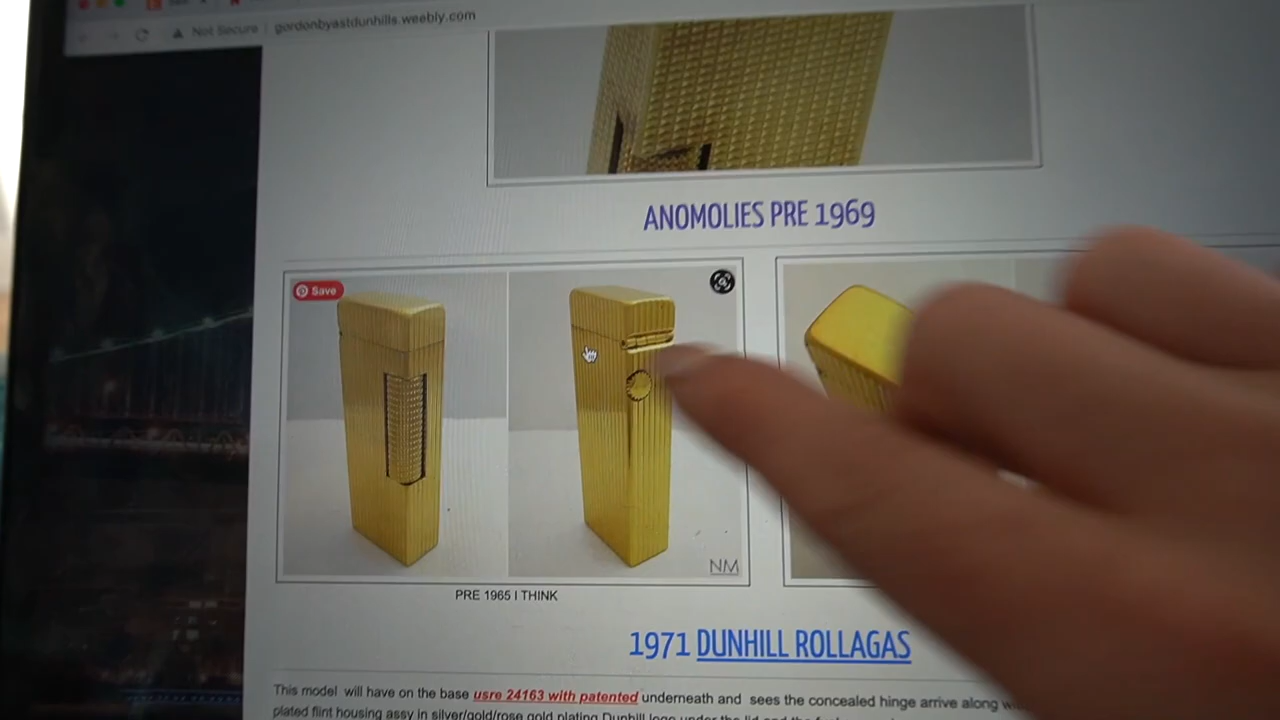 Not Secure | gordonbyastdunhills.weebly.com
ANOMOLIES PRE 1969
Save
NM
PRE 1965 I THINK
1971 DUNHILL ROLLAGAS
This model will have on the base usre 24163 with patented underneath and sees the concealed hinge arrive along
plated flint housing assy in silver/gold/rose gold plating Dunhill logo under the lid and the